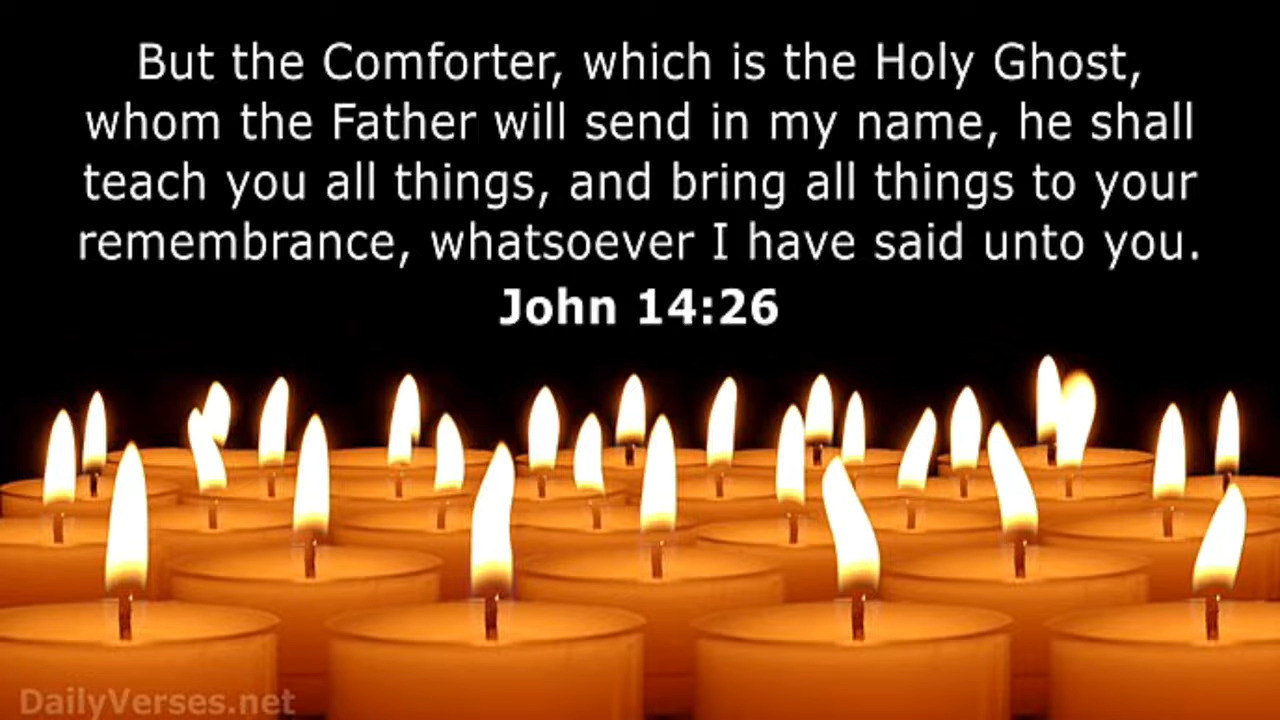 But the Comforter, which is the Holy Ghost,
whom the Father will send in my name, he shall
teach you all things, and bring all things to your
remembrance, whatsoever I have said unto you.
John 14:26
DailyVerses.net